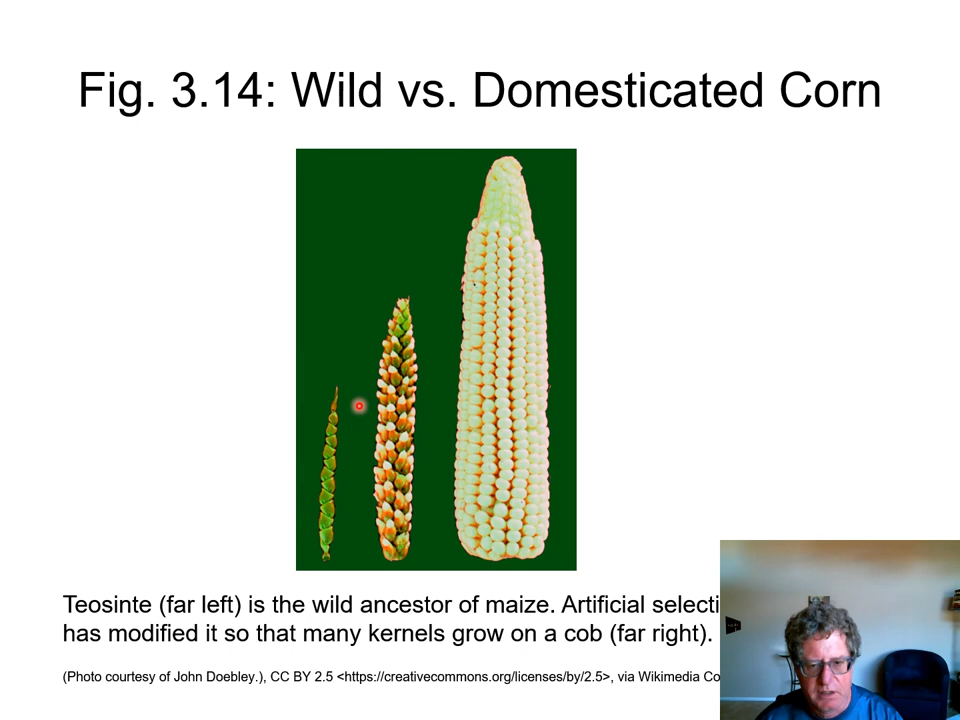 Fig. 3.14: Wild vs. Domesticated Corn
Teosinte (far left) is the wild ancestor of maize. Artificial selecti
has modified it so that many kernels grow on a cob (far right).
(Photo courtesy of John Doebley.), CC BY 2.5 <https://creativecommons.org/licenses/by/2.5>, via Wikimedia Co